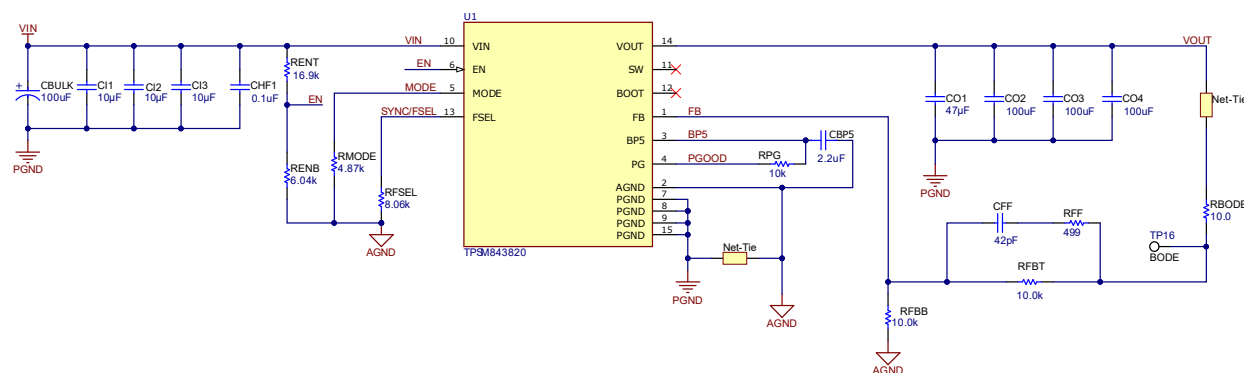 U1
TPSM843820
VIN
VIN
EN
MODE
SYNC/FSEL
10
6
5
13
VIN
EN
MODE
FSEL
VOUT
SW
BOOT
FB
BP5
PG
AGND
PGND
PGND
PGND
PGND
14
11
12
1
3
4
2
7
8
9
15
FB
BP5
PGOOD
VOUT
+
CBULK
100uF
CI1
10µF
CI2
10µF
CI3
10µF
CHF1
0.1uF
PGND
RENT
16.9k
EN
RENB
6.04k
RMODE
4.87k
RFSEL
8.06k
AGND
CBP5
2.2uF
RPG
10k
Net-Tie
PGND
AGND
CO1
47µF
CO2
100uF
CO3
100uF
CO4
100uF
PGND
Net-Tie
RBODE
10.0
TP16
BODE
CFF
42pF
RFF
499
RFBT
10.0k
RFBB
10.0k
AGND